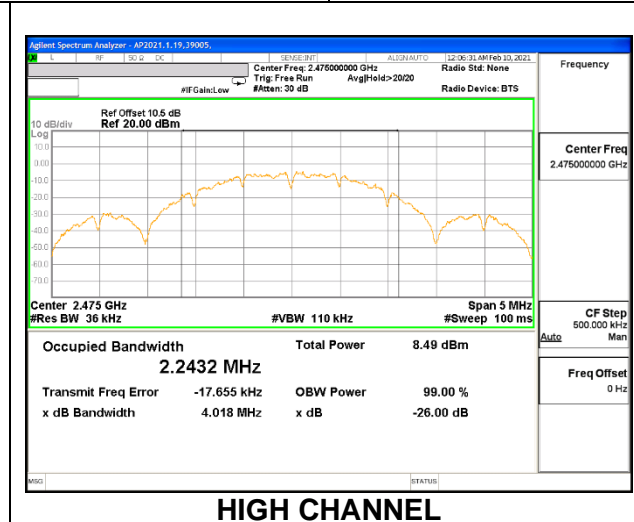 Agilent Spectrum Analyzer - AP2021.1.19,39005,
L RF 50 Ω DC SENSE:INT ALIGN AUTO 12:06:31 AM Feb 10, 2021
Center Freq: 2.475000000 GHz Radio Std: None
Trig: Free Run Avg|Hold:>20/20
#IFGain:Low #Atten: 30 dB Radio Device: BTS
Frequency
Ref Offset 10.5 dB
10 dB/div Ref 20.00 dBm
Log
10.0
0.00
-10.0
-20.0
-30.0
-40.0
-50.0
-60.0
-70.0
Center 2.475 GHz Span 5 MHz
#Res BW 36 kHz #VBW 110 kHz #Sweep 100 ms
Center Freq
2.475000000 GHz
CF Step
500.000 kHz
Auto Man
Freq Offset
0 Hz
Occupied Bandwidth Total Power 8.49 dBm
2.2432 MHz
Transmit Freq Error -17.655 kHz OBW Power 99.00 %
x dB Bandwidth 4.018 MHz x dB -26.00 dB
MSG STATUS
HIGH CHANNEL